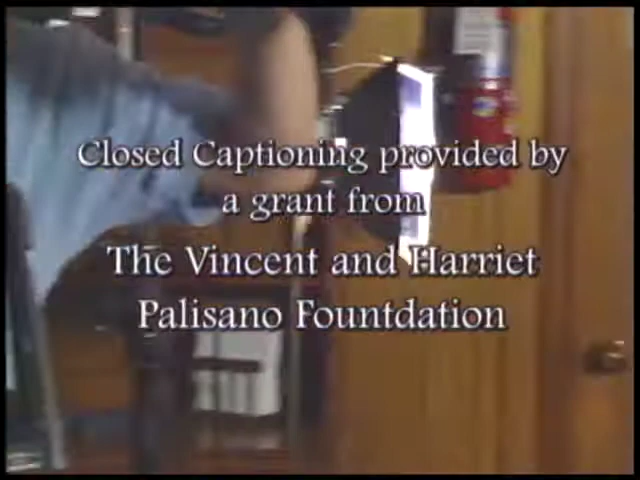 Closed Captioning provided by
a grant from
The Vincent and Harriet
Palisano Fountdation